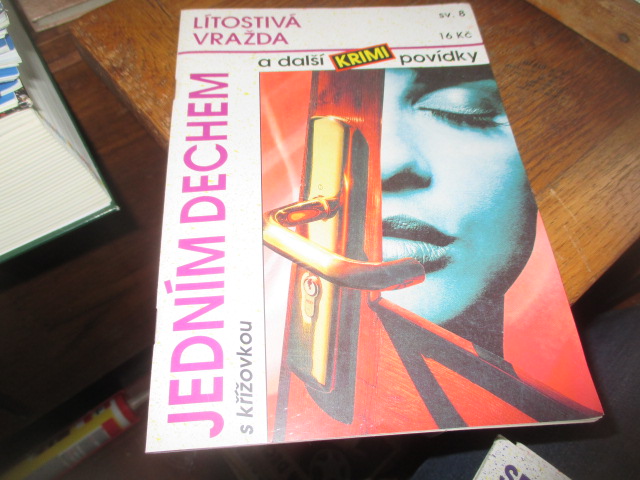 LÍTOSTIVÁ
VRAŽDA
sv. 8
16 Kč
a další KRIMI povídky
JEDNÍM DECHEM
s křížovkou